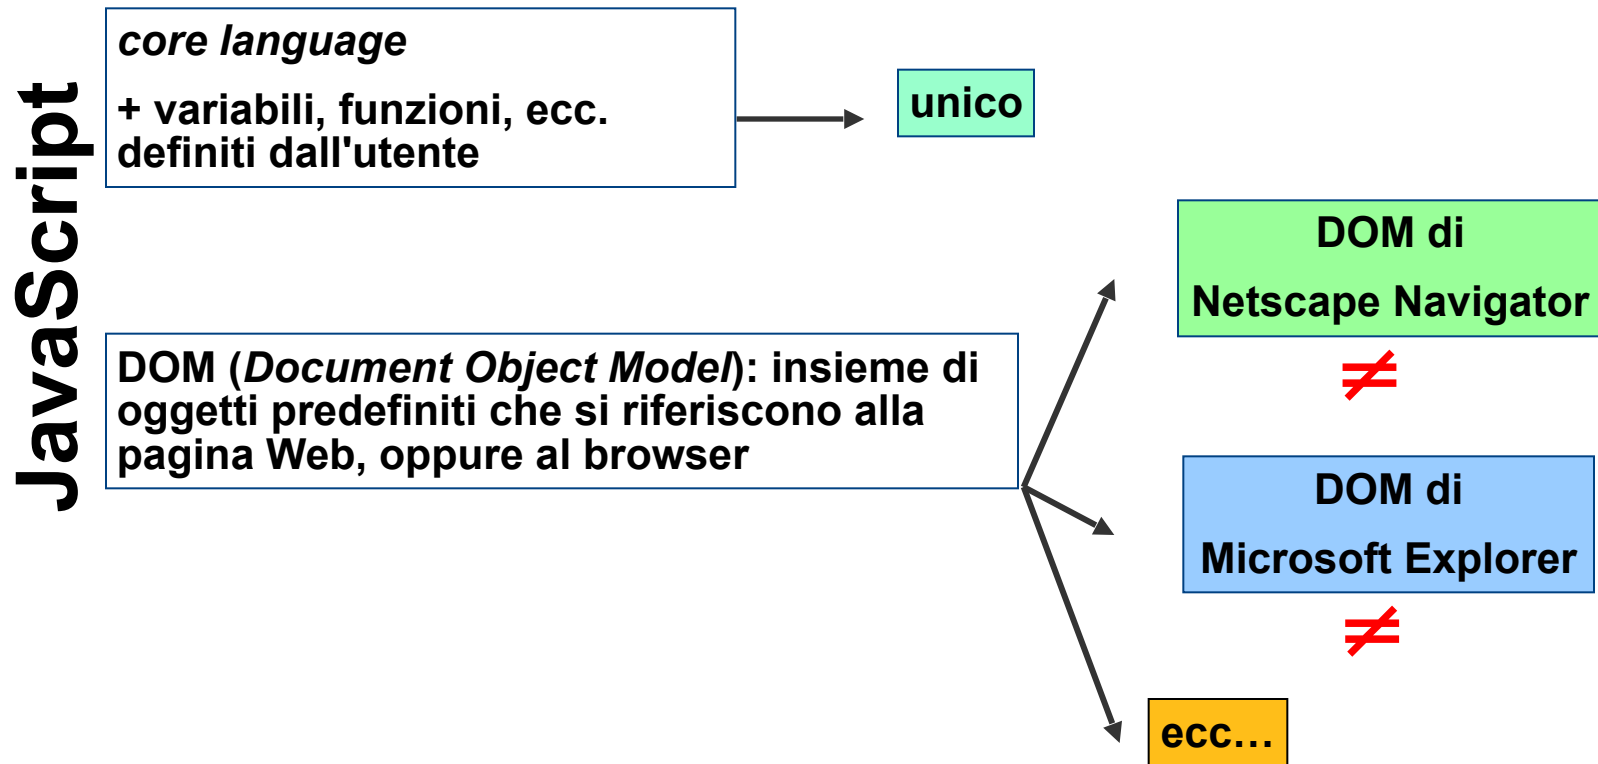 JavaScript
core language
+ variabili, funzioni, ecc.
definiti dall'utente
unico
DOM (Document Object Model): insieme di
oggetti predefiniti che si riferiscono alla
pagina Web, oppure al browser
DOM di
Netscape Navigator
≠
DOM di
Microsoft Explorer
≠
ecc...